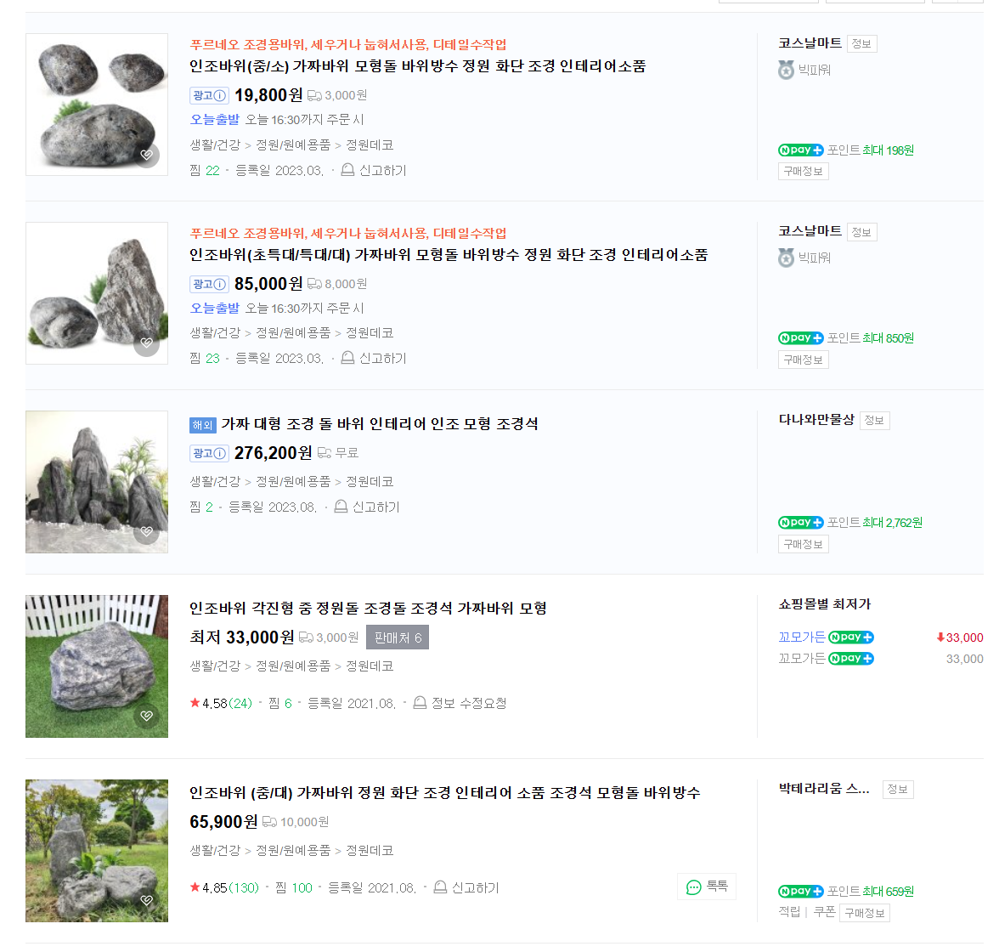 푸르네오 조경용바위, 세우거나 눕혀서사용, 디테일수작업
인조바위(중/소) 가짜바위 모형돌 바위방수 정원 화단 조경 인테리어소품
광고 19,800원 3,000원
오늘출발 오늘 16:30까지 주문 시
생활/건강 > 정원/원예용품 > 정원데코
찜 22 · 등록일 2023.03. · 신고하기
코스날마트 정보
빅파워
N pay+ 포인트 최대 198원
구매정보
푸르네오 조경용바위, 세우거나 눕혀서사용, 디테일수작업
인조바위(초특대/특대/대) 가짜바위 모형돌 바위방수 정원 화단 조경 인테리어소품
광고 85,000원 8,000원
오늘출발 오늘 16:30까지 주문 시
생활/건강 > 정원/원예용품 > 정원데코
찜 23 · 등록일 2023.03. · 신고하기
코스날마트 정보
빅파워
N pay+ 포인트 최대 850원
구매정보
해외 가짜 대형 조경 돌 바위 인테리어 인조 모형 조경석
광고 276,200원 무료
생활/건강 > 정원/원예용품 > 정원데코
찜 2 · 등록일 2023.08. · 신고하기
다나와만물상 정보
N pay+ 포인트 최대 2,762원
구매정보
인조바위 각진형 중 정원돌 조경돌 조경석 가짜바위 모형
최저 33,000원 3,000원 판매처 6
생활/건강 > 정원/원예용품 > 정원데코
★ 4.58(24) · 찜 6 · 등록일 2021.08. · 정보 수정요청
쇼핑몰별 최저가
꼬모가든 N pay+ 33,000
꼬모가든 N pay+ 33,000
인조바위 (중/대) 가짜바위 정원 화단 조경 인테리어 소품 조경석 모형돌 바위방수
65,900원 10,000원
생활/건강 > 정원/원예용품 > 정원데코
★ 4.85(130) · 찜 100 · 등록일 2021.08. · 신고하기
톡톡
박테라리움 스... 정보
N pay+ 포인트 최대 659원
적립 | 쿠폰 구매정보